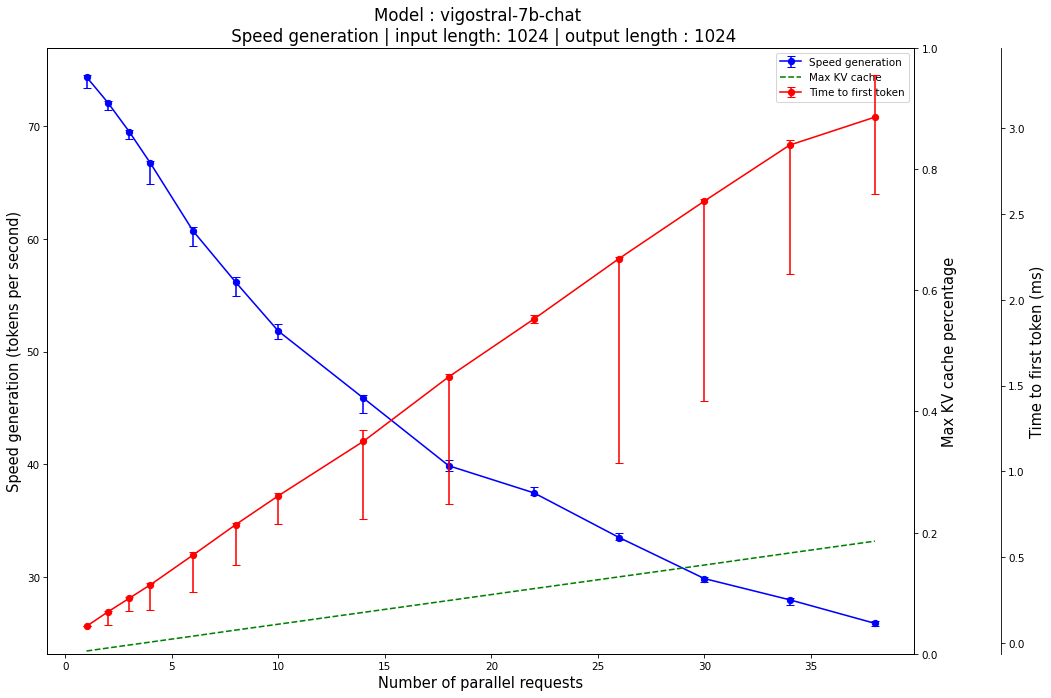 Model : vigostral-7b-chat
Speed generation | input length: 1024 | output length : 1024
Speed generation
Max KV cache
Time to first token
Speed generation (tokens per second)
70
60
50
40
30
1.0
0.8
0.6
0.4
0.2
0.0
Max KV cache percentage
3.0
2.5
2.0
1.5
1.0
0.5
0.0
Time to first token (ms)
0 5 10 15 20 25 30 35
Number of parallel requests